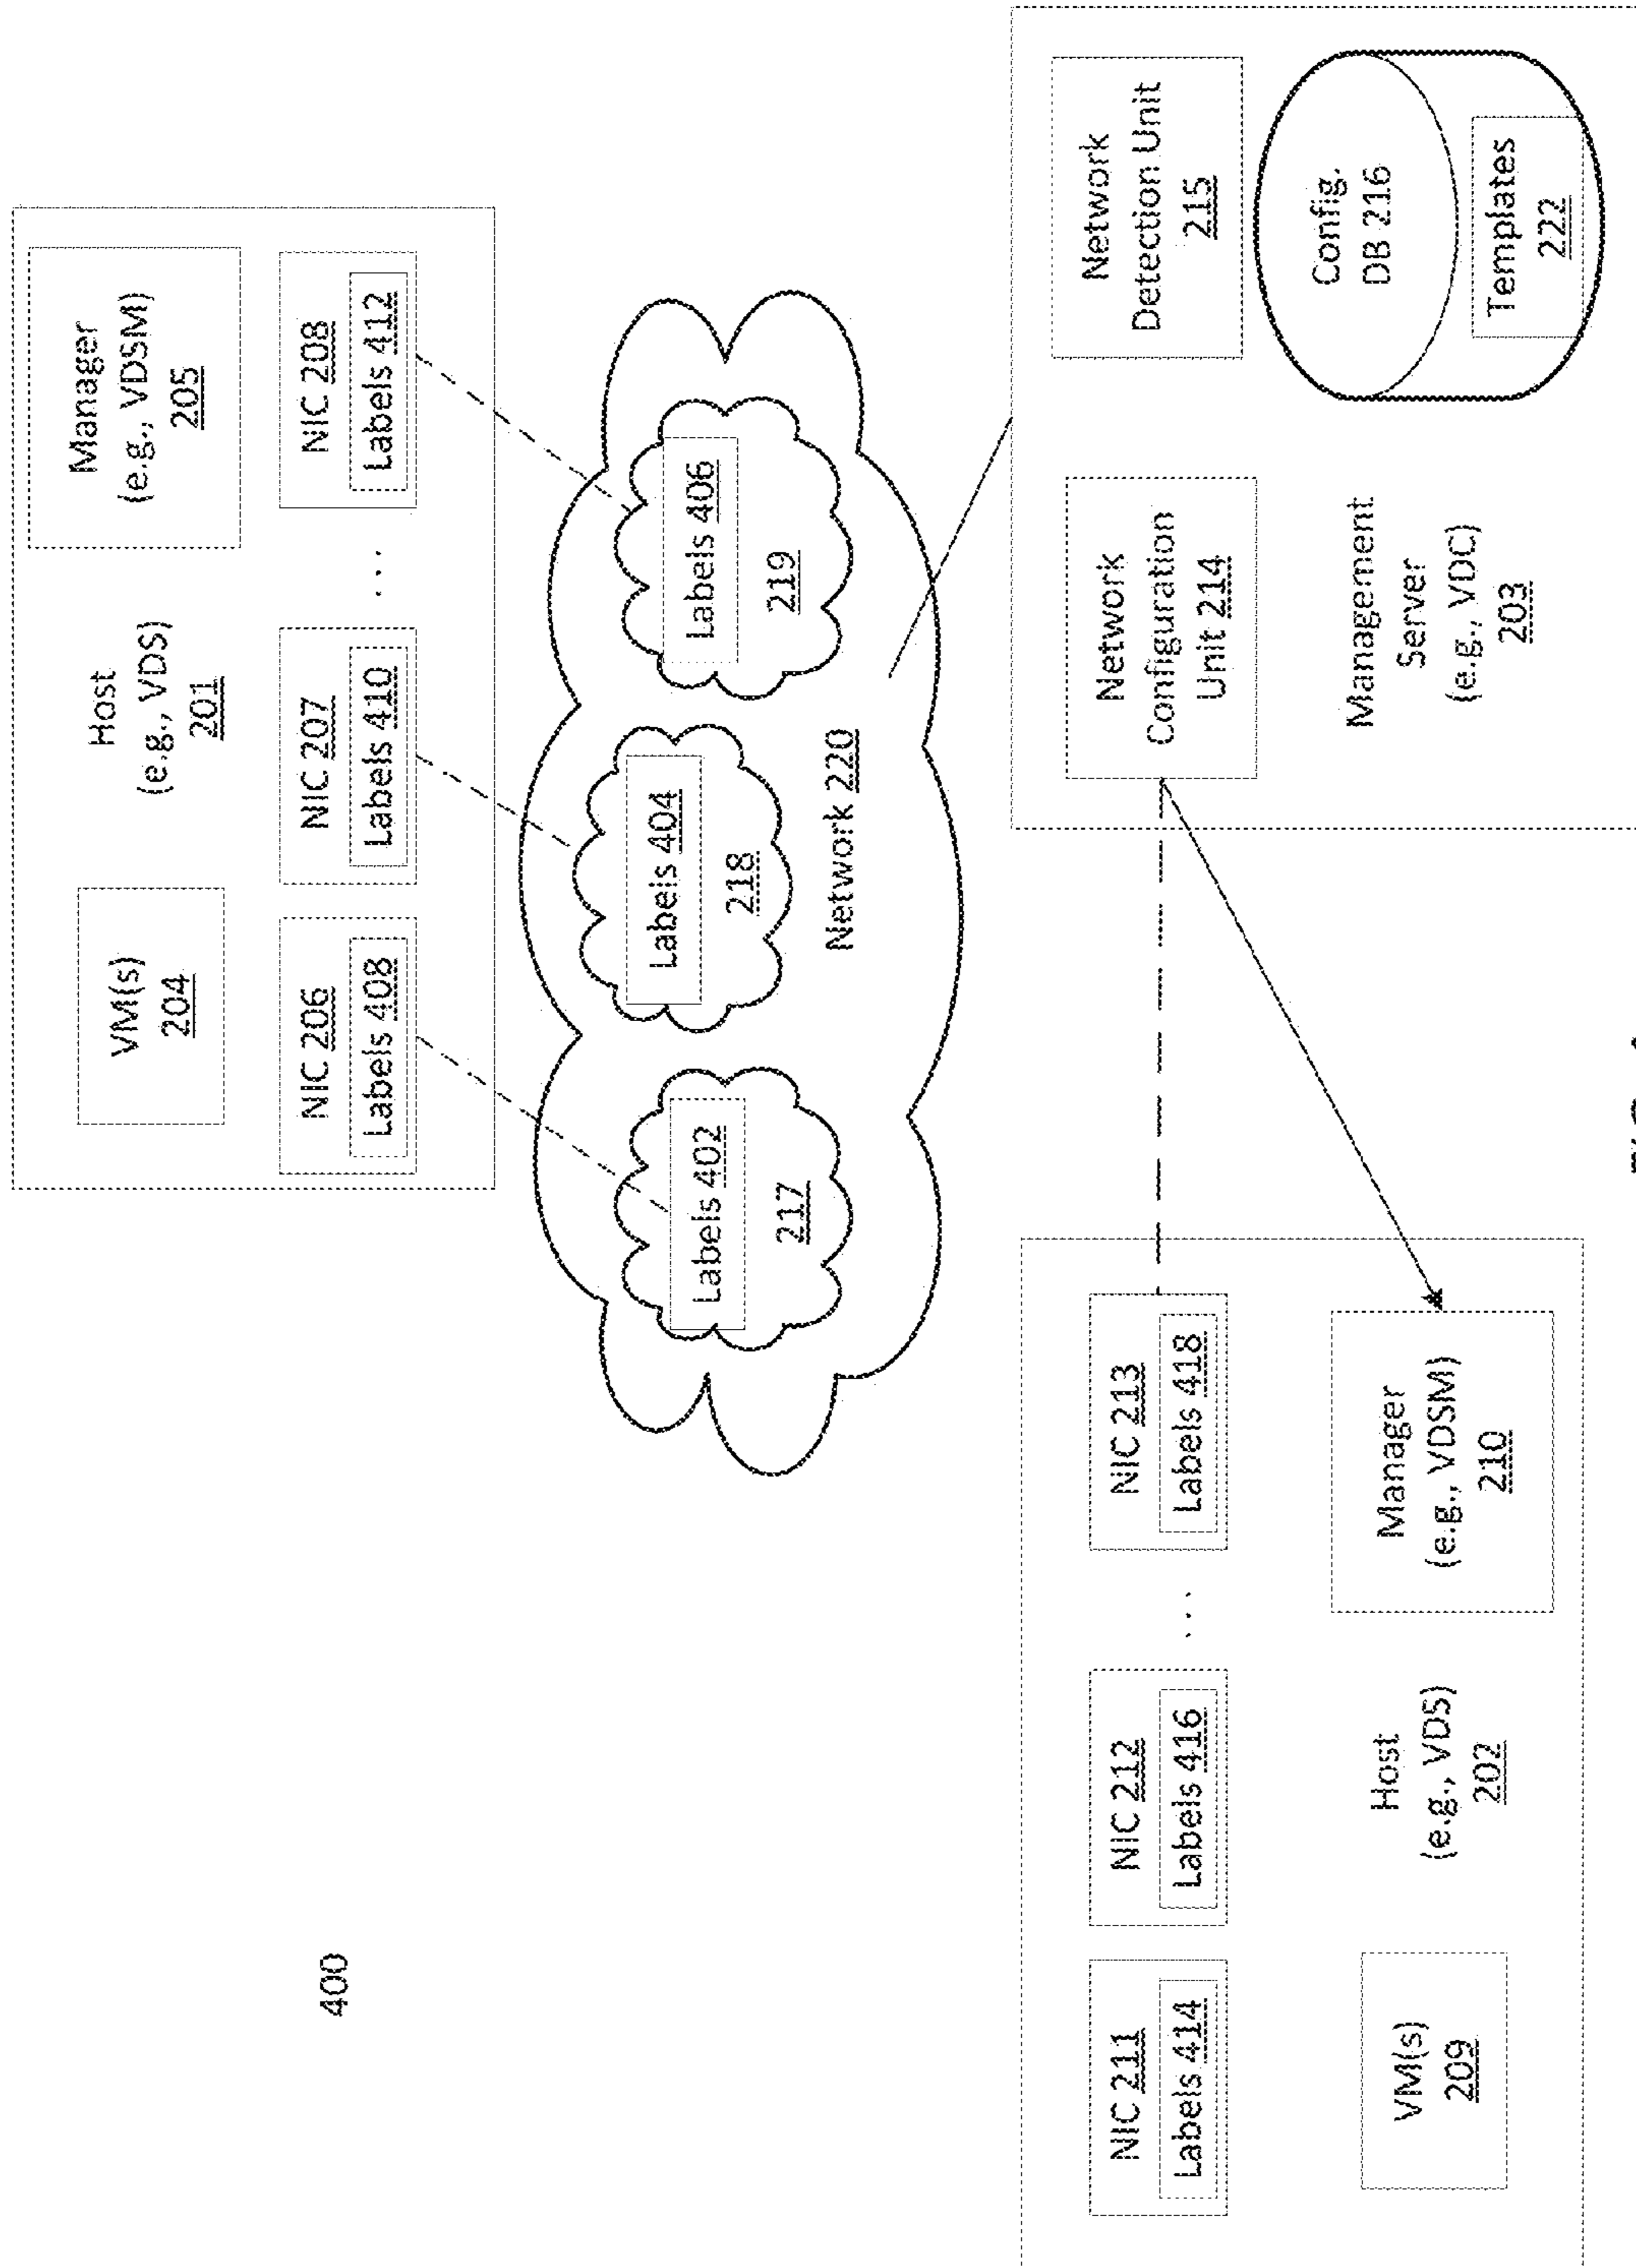 400
VM(s)
204
Host
(e.g., VDS)
201
Manager
(e.g., VDSM)
205
NIC 206
Labels 408
NIC 207
Labels 410
...
NIC 208
Labels 412
Labels 402
217
Labels 404
218
Labels 406
219
Network 220
NIC 211
Labels 414
NIC 212
Labels 416
...
NIC 213
Labels 418
VM(s)
209
Host
(e.g., VDS)
202
Manager
(e.g., VDSM)
210
Network
Configuration
Unit 214
Network
Detection Unit
215
Management
Server
(e.g., VDC)
203
Config.
DB 216
Templates
222